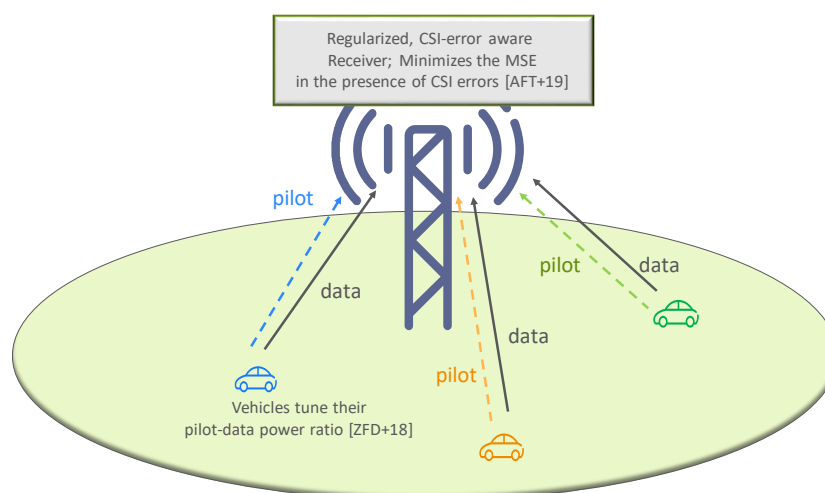 Regularized, CSI-error aware
Receiver; Minimizes the MSE
in the presence of CSI errors [AFT+19]
pilot
data
pilot
data
data
pilot
Vehicles tune their
pilot-data power ratio [ZFD+18]